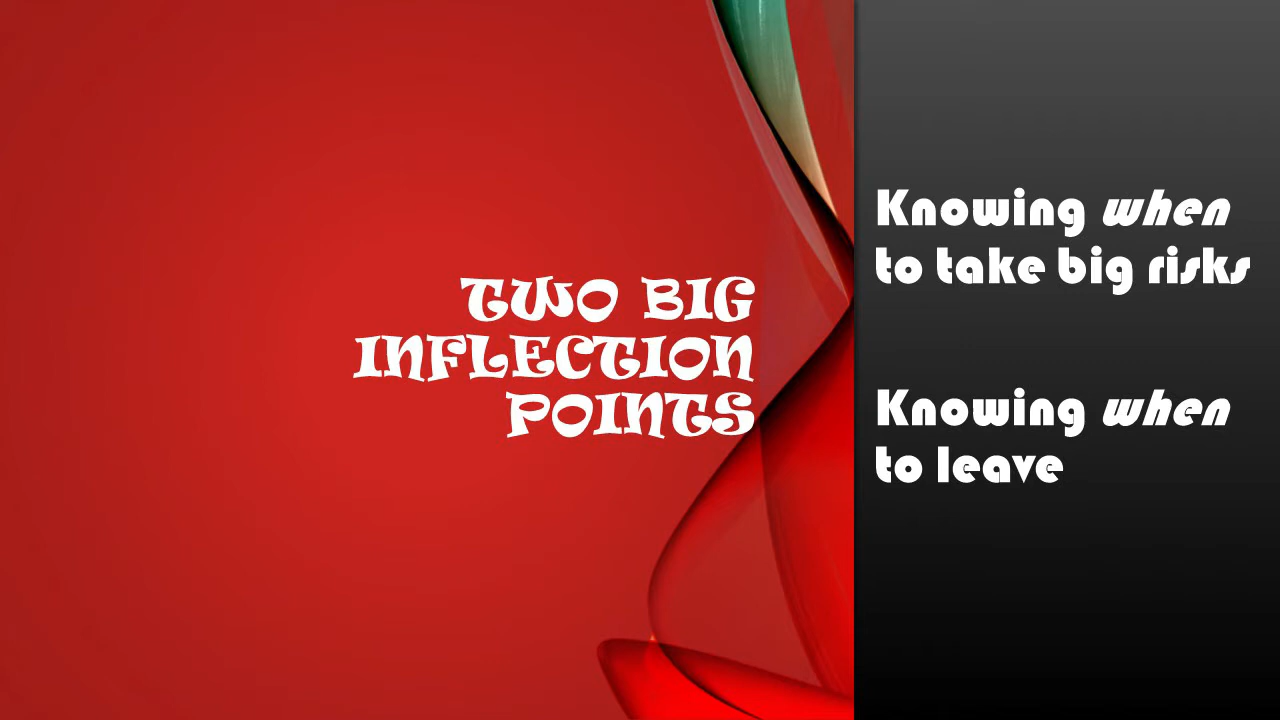 TWO BIG
INFLECTION
POINTS
Knowing when
to take big risks
Knowing when
to leave